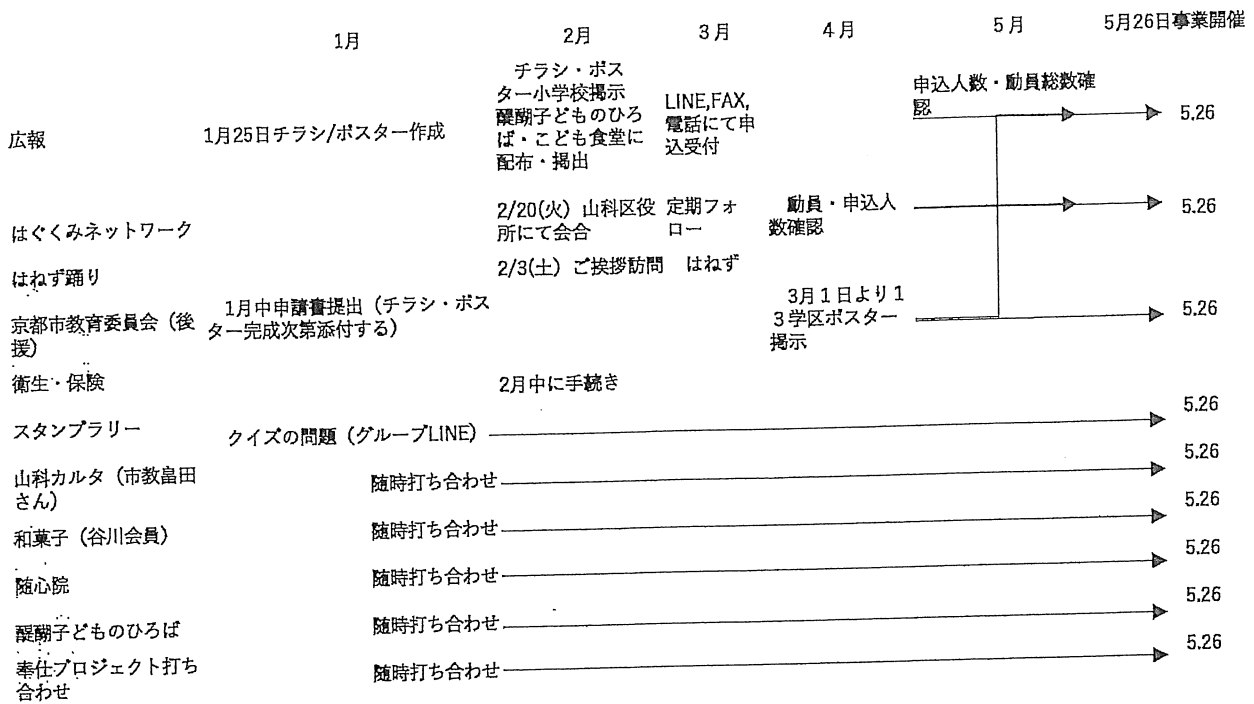 1月
2月
3月
4月
5月
5月26日事業開催
広報
1月25日チラシ/ポスター作成
チラシ・ポス
ター小学校掲示
醍醐子どものひろ
ば・こども食堂に
配布・掲出
LINE,FAX,
電話にて申
込受付
申込人数・動員総数確
認
5.26
はぐくみネットワーク
2/20(火) 山科区役
所にて会合
定期フォ
ロー
動員・申込人
数確認
5.26
はねず踊り
2/3(土) ご挨拶訪問
はねず
京都市教育委員会（後
援）
1月中申請書提出（チラシ・ポス
ター完成次第添付する）
3月1日より1
3学区ポスター
掲示
5.26
衛生・保険
2月中に手続き
スタンプラリー
クイズの問題（グループLINE）
5.26
山科カルタ（市教畠田
さん）
随時打ち合わせ
5.26
和菓子（谷川会員）
随時打ち合わせ
5.26
随心院
随時打ち合わせ
5.26
醍醐子どものひろば
随時打ち合わせ
5.26
奉仕プロジェクト打ち
合わせ
随時打ち合わせ
5.26